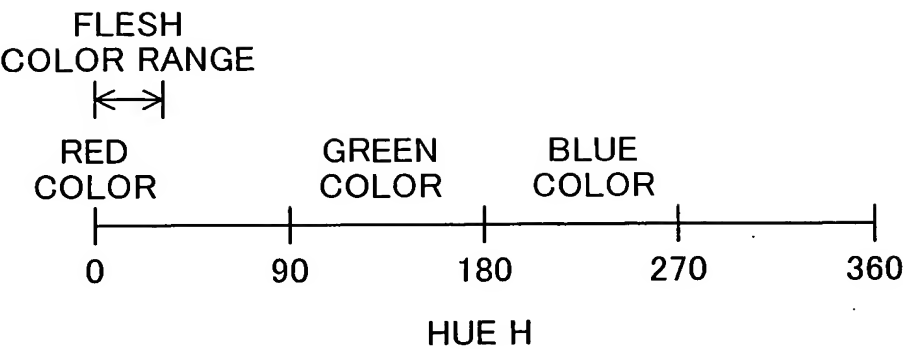 FLESH
COLOR RANGE
RED
COLOR
GREEN
COLOR
BLUE
COLOR
0 90 180 270 360
HUE H